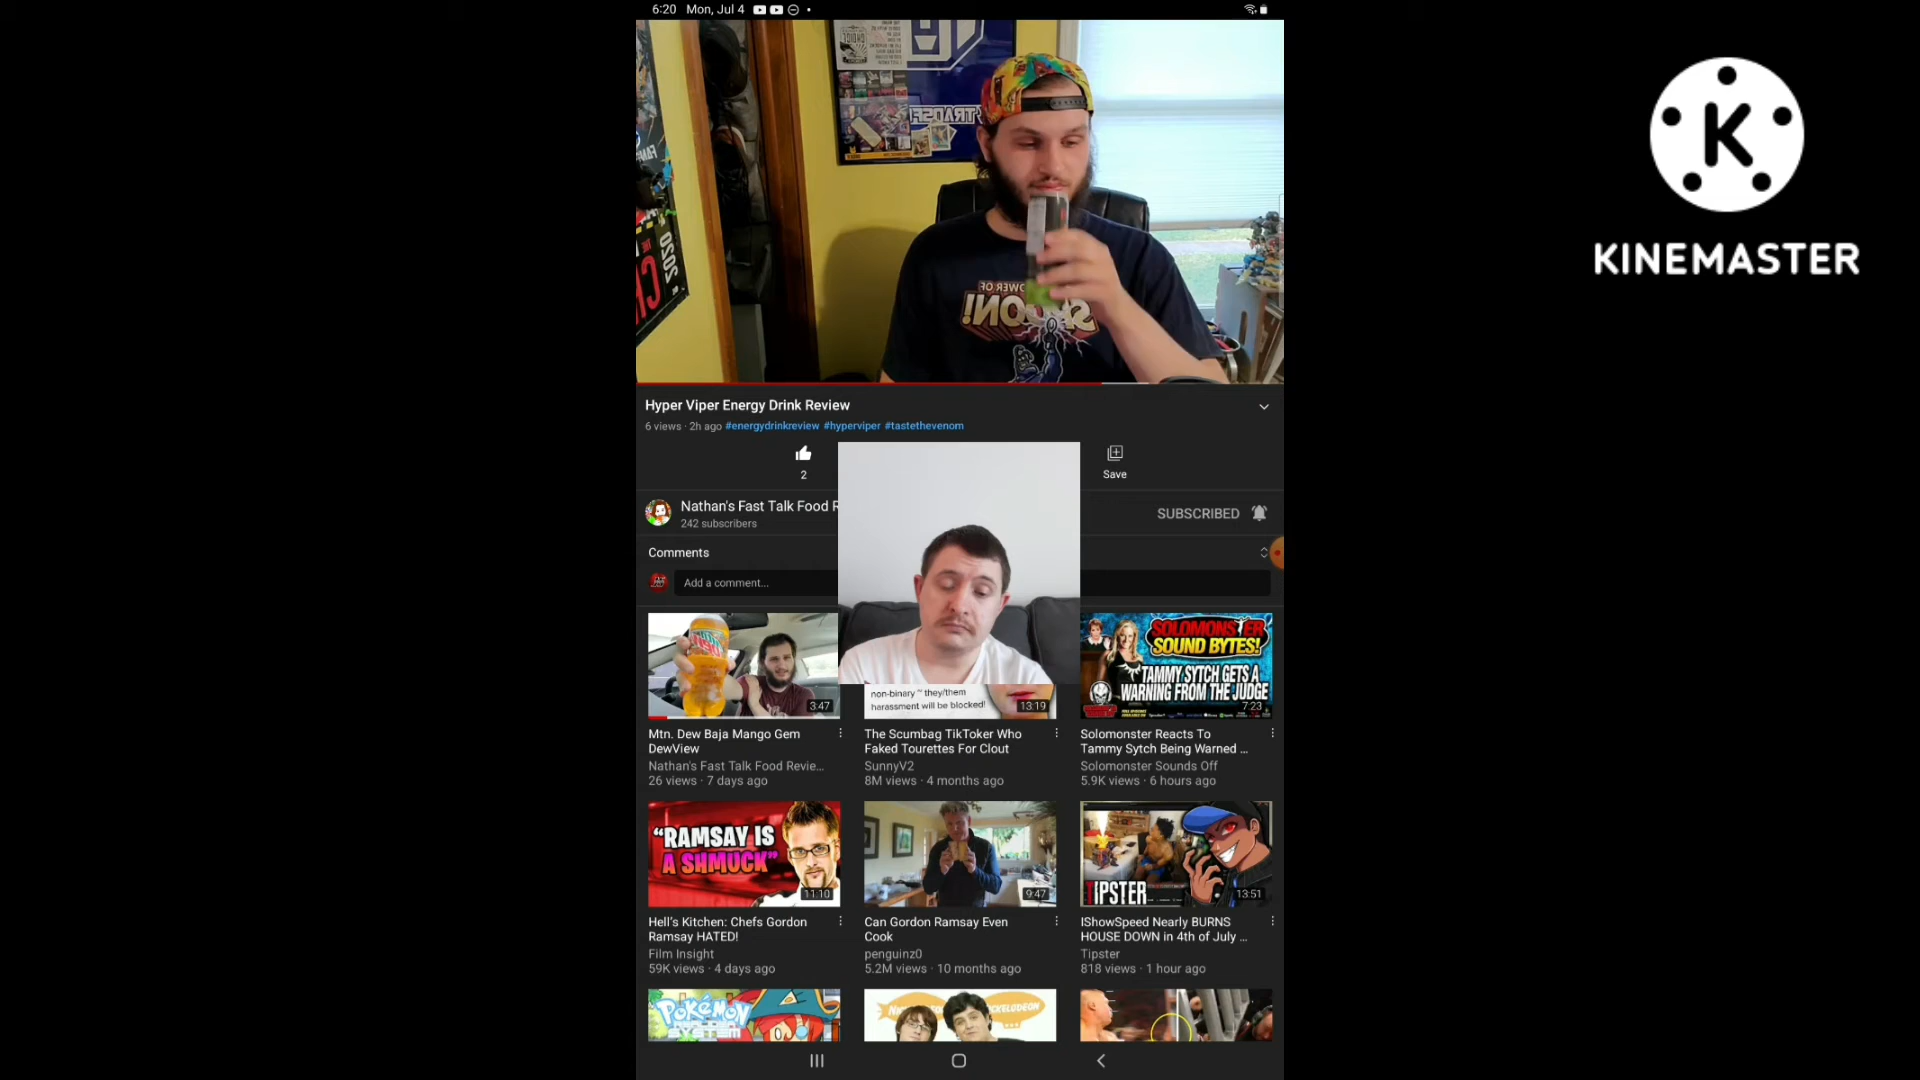 6:20 Mon, Jul 4
KINEMASTER
2020
POWER OF
Hyper Viper Energy Drink Review
6 views · 2h ago #energydrinkreview #hyperviper #tastethevenom
2
Save
Nathan's Fast Talk Food R
242 subscribers
SUBSCRIBED
Comments
Add a comment...
non-binary ~ they/them
harassment will be blocked!
3:47
13:19
SOLOMONSTER
SOUND BYTES!
TAMMY SYTCH GETS A
WARNING FROM THE JUDGE
7:23
Mtn. Dew Baja Mango Gem
DewView
Nathan's Fast Talk Food Revie...
26 views · 7 days ago
The Scumbag TikToker Who
Faked Tourettes For Clout
SunnyV2
8M views · 4 months ago
Solomonster Reacts To
Tammy Sytch Being Warned ...
Solomonster Sounds Off
5.9K views · 6 hours ago
"RAMSAY IS
A SHMUCK"
11:10
9:47
TIPSTER
13:51
Hell's Kitchen: Chefs Gordon
Ramsay HATED!
Film Insight
59K views · 4 days ago
Can Gordon Ramsay Even
Cook
penguinz0
5.2M views · 10 months ago
IShowSpeed Nearly BURNS
HOUSE DOWN in 4th of July ...
Tipster
818 views · 1 hour ago
POKéMON
SYSTEM